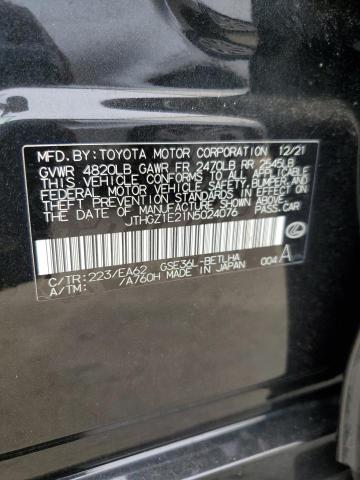 MFD.BY:TOYOTA MOTOR CORPORATION 12/21
GVWR 4820LB GAWR FR 2470LB RR 2545LB
THIS VEHICLE CONFORMS TO ALL APPLICABLE
FEDERAL MOTOR VEHICLE SAFETY, BUMPER, AND
THEFT PREVENTION STANDARDS IN EFFECT ON
THE DATE OF MANUFACTURE SHOWN ABOVE.
JTHGZ1E21N5024076 PASS.CAR
C/TR:223/EA62 GSE36L-BETLHA
A/TM: /A760H MADE IN JAPAN 004 A